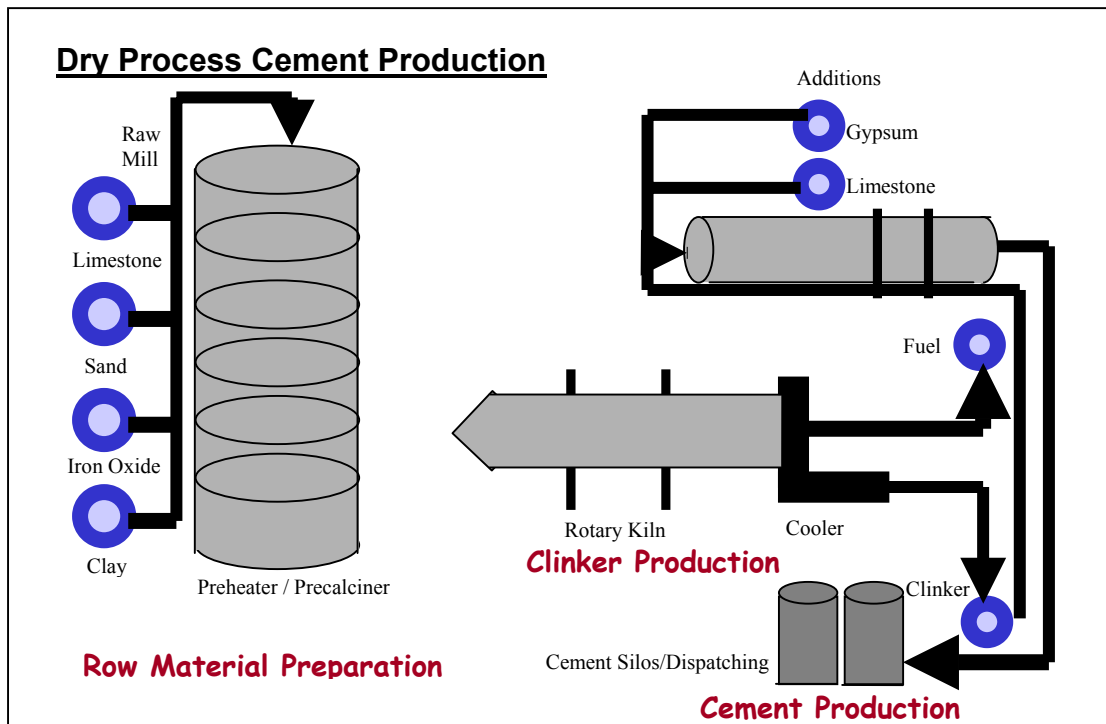 Dry Process Cement Production
Raw
Mill
Limestone
Sand
Iron Oxide
Clay
Preheater / Precalciner
Row Material Preparation
Additions
Gypsum
Limestone
Fuel
Rotary Kiln
Cooler
Clinker Production
Clinker
Cement Silos/Dispatching
Cement Production